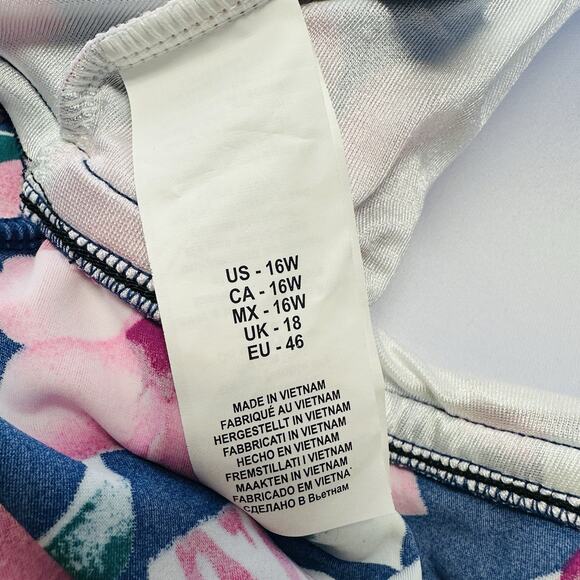 US - 16W
CA - 16W
MX - 16W
UK - 18
EU - 46
MADE IN VIETNAM
FABRIQUÉ AU VIETNAM
HERGESTELLT IN VIETNAM
FABBRICATI IN VIETNAM
HECHO EN VIETNAM
FREMSTILLATI I VIETNAM
MAAKTEN IN VIETNAM
FABRICADO EM VIETNA
СДЕЛАНО В Вьетнам